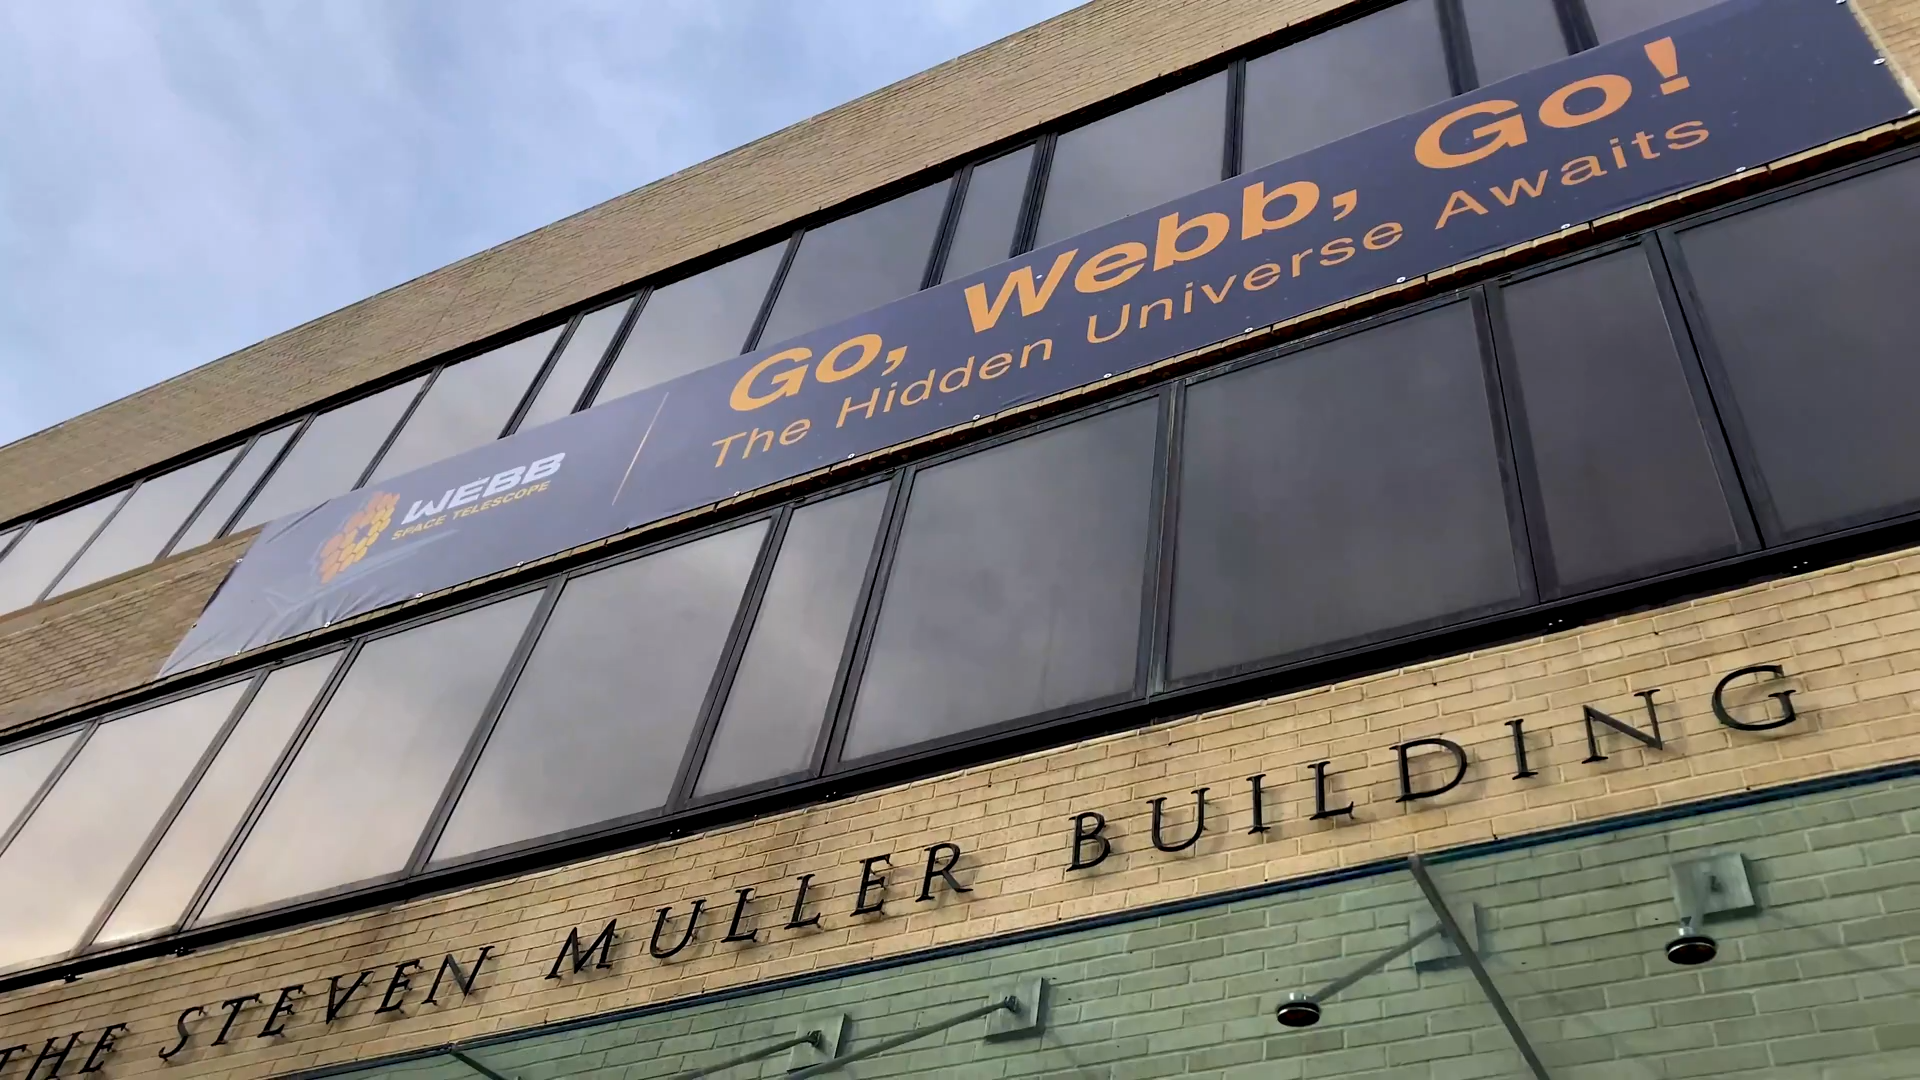 Go, Webb, Go!
The Hidden Universe Awaits
WEBB
SPACE TELESCOPE
THE STEVEN MULLER BUILDING